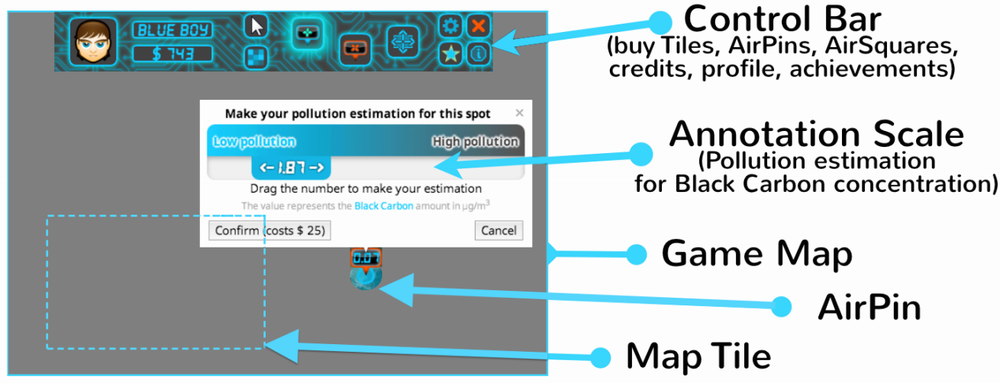 BLUE BOY
$ 743
Control Bar
(buy Tiles, AirPins, AirSquares,
credits, profile, achievements)
Make your pollution estimation for this spot
Low pollution
High pollution
<- 1.87 ->
Drag the number to make your estimation
The value represents the Black Carbon amount in µg/m³
Confirm (costs $ 25)
Cancel
Annotation Scale
(Pollution estimation
for Black Carbon concentration)
0.07
Game Map
AirPin
Map Tile